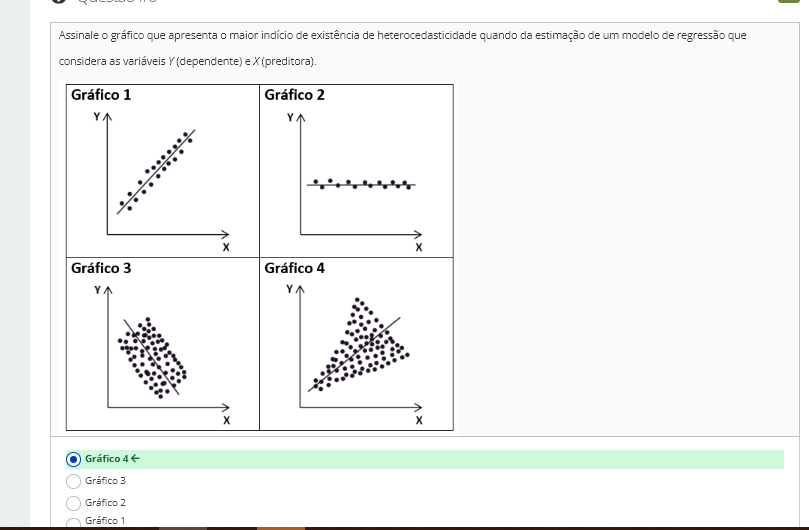 Assinale o gráfico que apresenta o maior indício de existência de heterocedasticidade quando da estimação de um modelo de regressão que
considera as variáveis Y (dependente) e X (preditora).
Gráfico 1
Gráfico 2
Y
Y
X
X
Gráfico 3
Gráfico 4
Y
Y
X
X
Gráfico 4
Gráfico 3
Gráfico 2
Gráfico 1